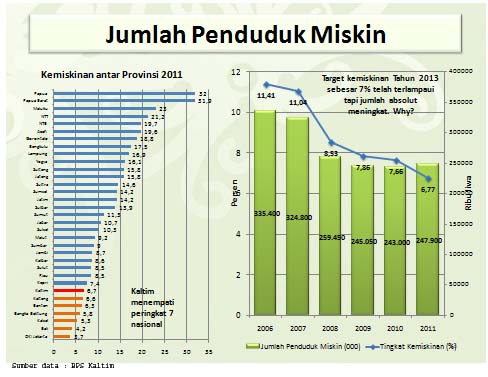 Jumlah Penduduk Miskin
Kemiskinan antar Provinsi 2011
Papua 32
Papua Barat 31,9
Maluku 23
NTT 21,2
NTB 19,7
Aceh 19,6
Gorontalo 18,8
Bengkulu 17,5
Lampung 16,9
Yogja 16,1
Sulteng 15,8
Jateng 15,8
Sultra 14,6
Sumsel 14,2
Jatim 14,2
Sulbar 13,9
Sumut 11,3
Jabar 10,7
Sulsel 10,3
Malut 9,2
Sumbar 9
Jambi 8,7
Kalbar 8,6
Sulut 8,5
Riau 8,5
Kepri 7,4
Kaltim 6,7
Kalteng 6,6
Banten 6,3
Bangka Belitung 5,8
Kalsel 5,3
Bali 4,2
DKI Jakarta 3,7
0 5 10 15 20 25 30 35
Kaltim
menempati
peringkat 7
nasional
Target kemiskinan Tahun 2013
sebesar 7% telah terlampaui
tapi jumlah absolut
meningkat. Why?
12
10
8
6
4
2
0
Persen
400000
350000
300000
250000
200000
150000
100000
50000
0
Ribu Jiwa
11,41 11,04 8,53 7,86 7,66 6,77
335.400 324.800 259.450 245.050 243.000 247.900
2006 2007 2008 2009 2010 2011
Jumlah Penduduk Miskin (000) Tingkat Kemiskinan (%)
Sumber data : BPS Kaltim